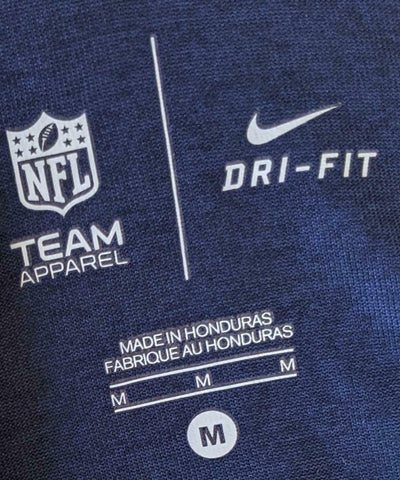 NFL
TEAM
APPAREL
DRI-FIT
MADE IN HONDURAS
FABRIQUE AU HONDURAS
M M M
M